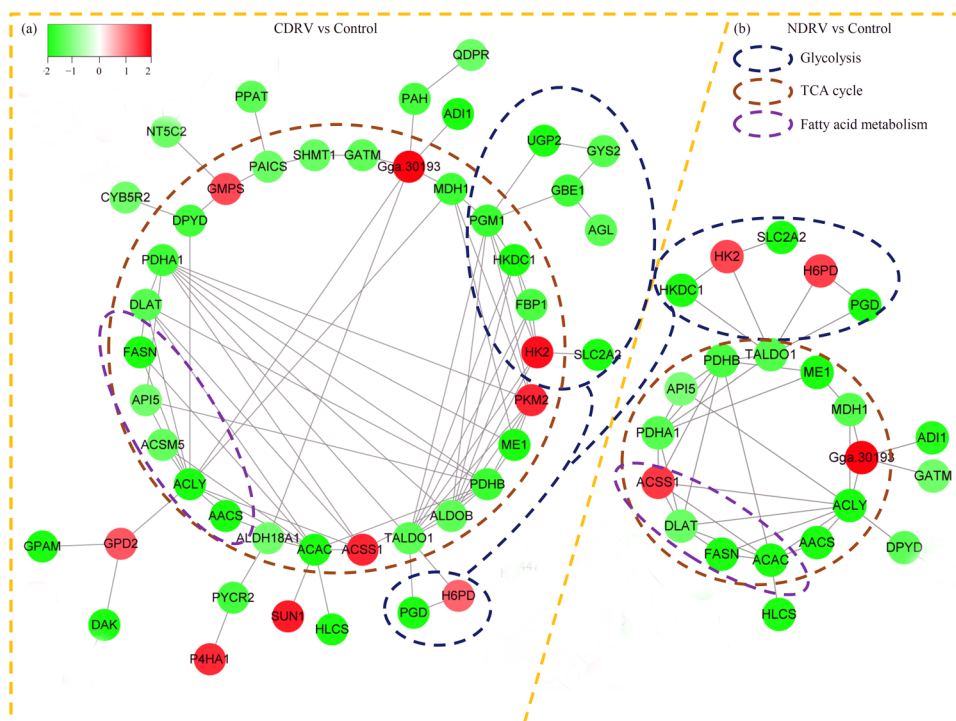 (a)
CDRV vs Control
-2 -1 0 1 2
QDPR
PPAT
PAH
ADI1
NT5C2
SHMT1
GATM
PAICS
Gga.30193
CYB5R2
GMPS
MDH1
DPYD
PGM1
UGP2
GYS2
GBE1
AGL
PDHA1
HKDC1
DLAT
FBP1
FASN
HK2
SLC2A2
API5
PKM2
ACSM5
ME1
ACLY
PDHB
AACS
ALDOB
ALDH18A1
ACAC
ACSS1
TALDO1
GPAM
GPD2
PYCR2
SUN1
HLCS
PGD
H6PD
DAK
P4HA1
(b)
NDRV vs Control
Glycolysis
TCA cycle
Fatty acid metabolism
SLC2A2
HK2
H6PD
HKDC1
PGD
TALDO1
PDHB
ME1
API5
MDH1
PDHA1
ADI1
Gga.30193
ACSS1
GATM
ACLY
DLAT
AACS
FASN
ACAC
DPYD
HLCS